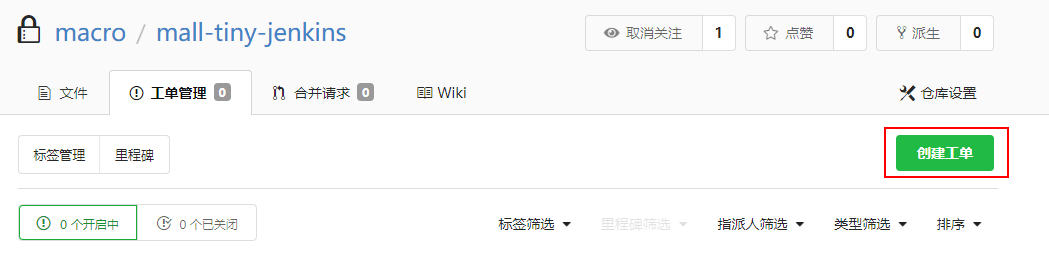 macro / mall-tiny-jenkins 取消关注 1 点赞 0 派生 0
文件 工单管理 0 合并请求 0 Wiki 仓库设置
标签管理 里程碑 创建工单
0 个开启中 0 个已关闭 标签筛选 里程碑筛选 指派人筛选 类型筛选 排序